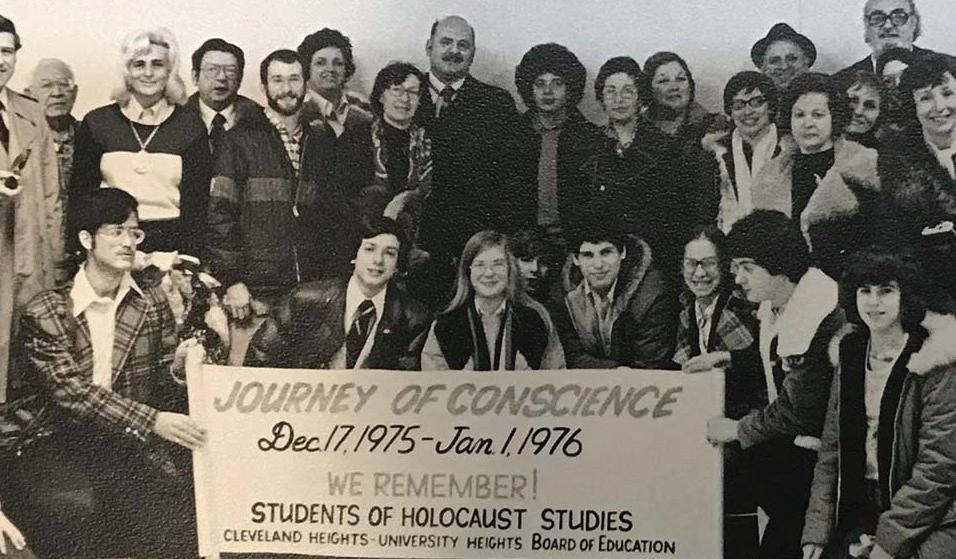 JOURNEY OF CONSCIENCE
Dec. 17, 1975 - Jan. 1, 1976
WE REMEMBER!
STUDENTS OF HOLOCAUST STUDIES
CLEVELAND HEIGHTS - UNIVERSITY HEIGHTS BOARD OF EDUCATION